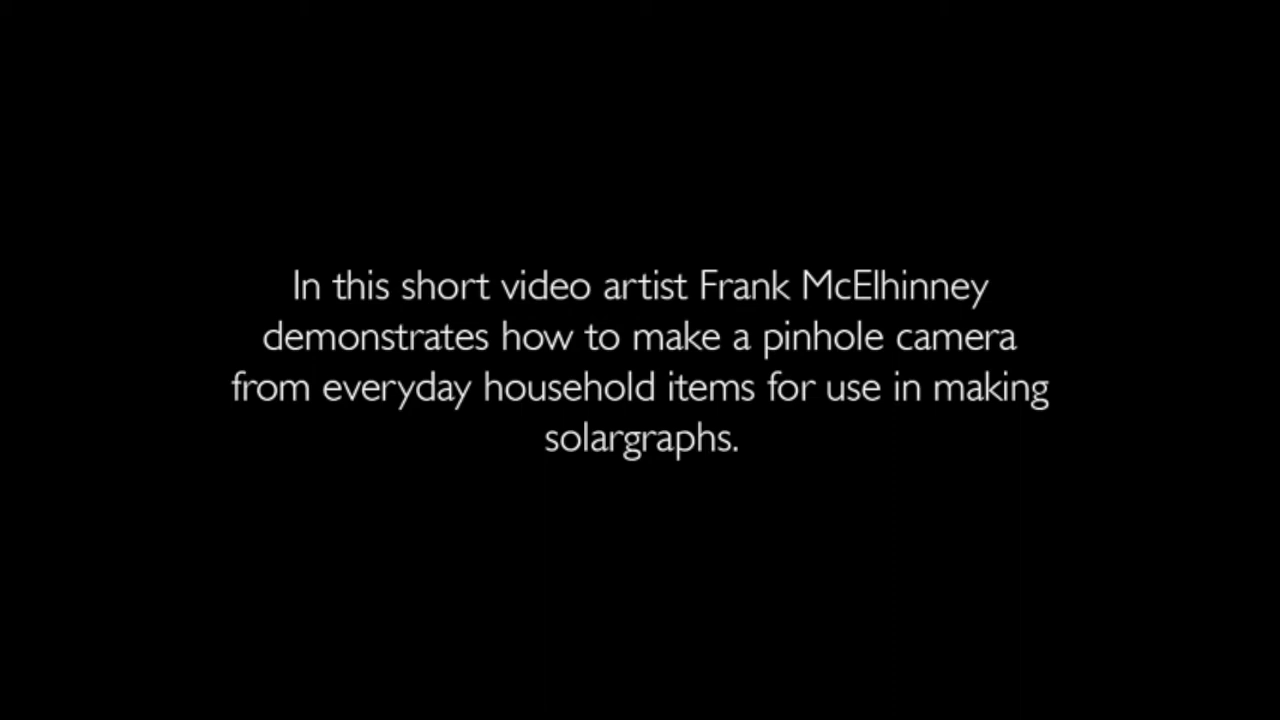 In this short video artist Frank McElhinney
demonstrates how to make a pinhole camera
from everyday household items for use in making
solargraphs.